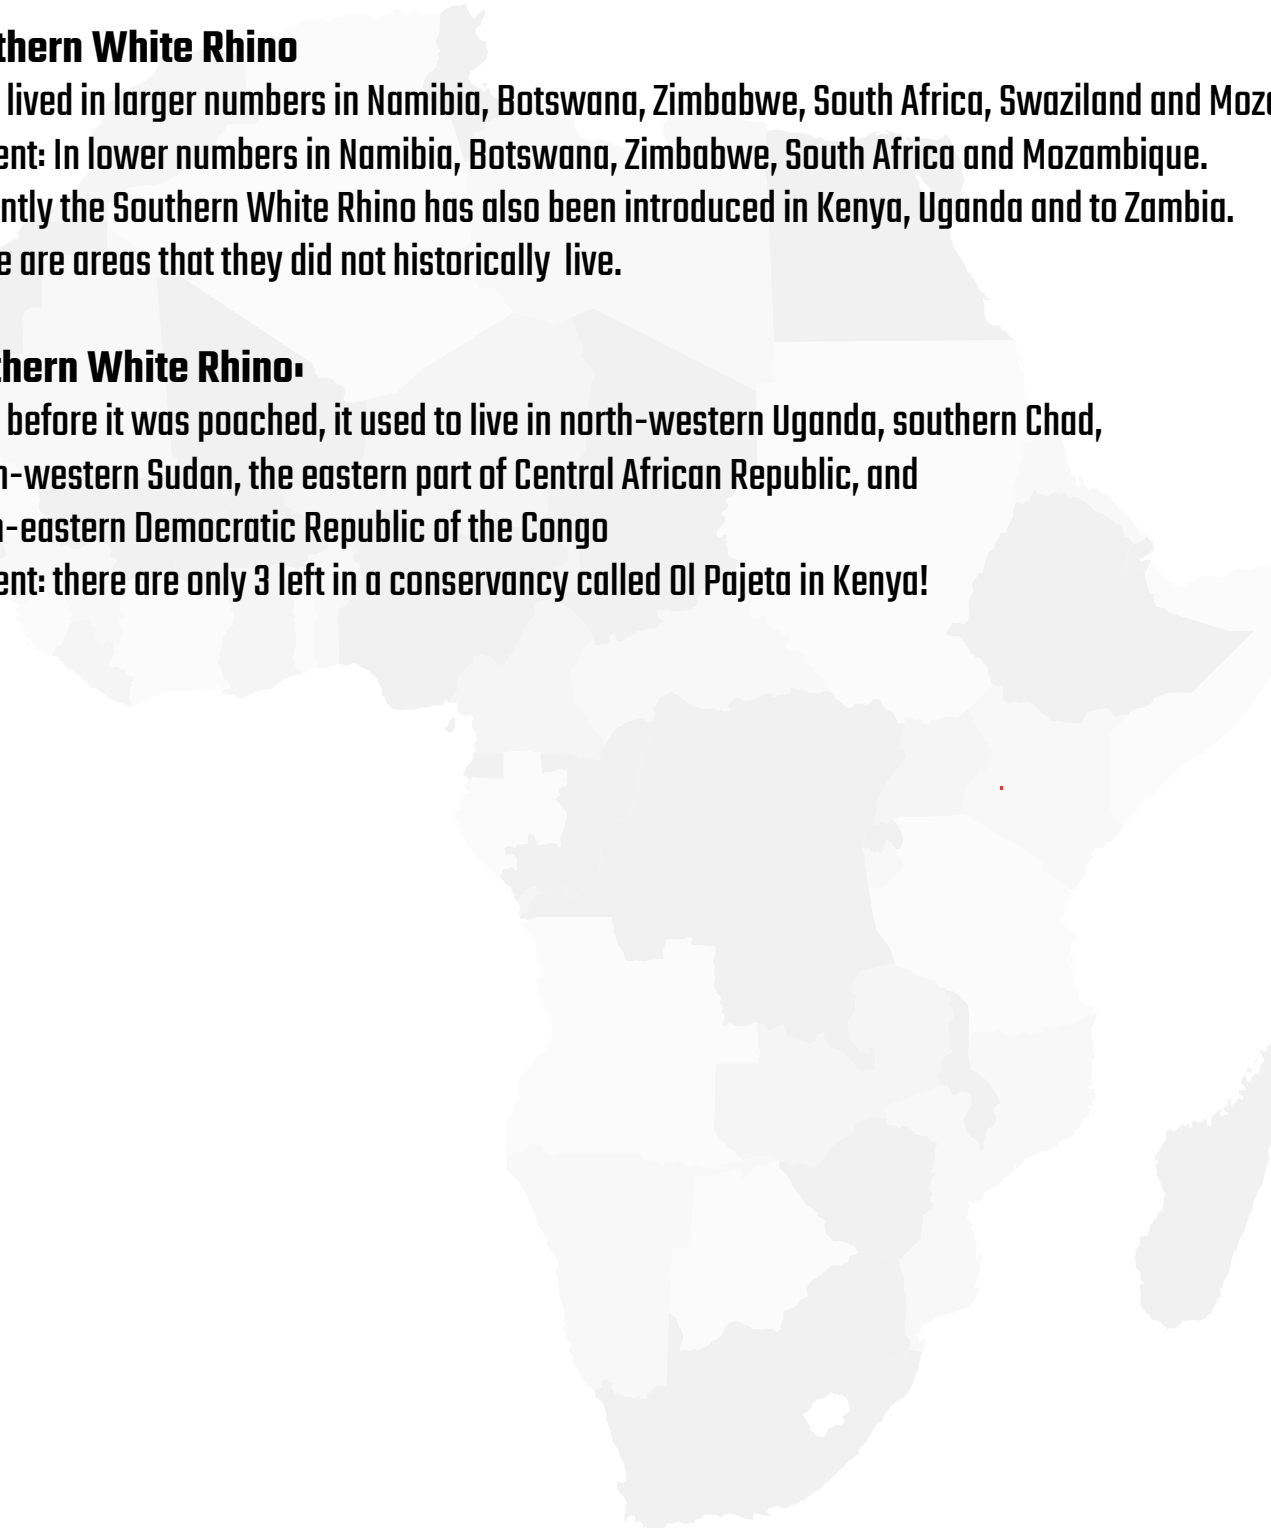 thern White Rhino
lived in larger numbers in Namibia, Botswana, Zimbabwe, South Africa, Swaziland and Moz
ent: In lower numbers in Namibia, Botswana, Zimbabwe, South Africa and Mozambique.
ntly the Southern White Rhino has also been introduced in Kenya, Uganda and to Zambia.
e are areas that they did not historically live.
thern White Rhino:
before it was poached, it used to live in north-western Uganda, southern Chad,
-western Sudan, the eastern part of Central African Republic, and
-eastern Democratic Republic of the Congo
ent: there are only 3 left in a conservancy called Ol Pajeta in Kenya!